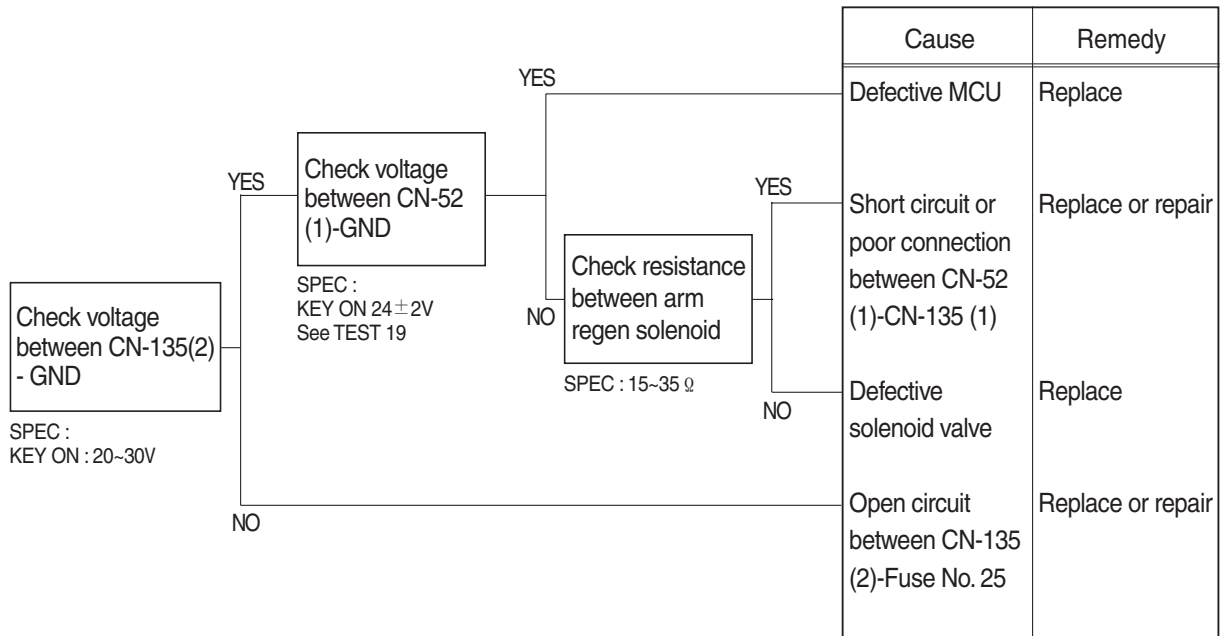 Check voltage
between CN-135(2)
- GND
SPEC :
KEY ON : 20~30V
YES
NO
Check voltage
between CN-52
(1)-GND
SPEC :
KEY ON 24±2V
See TEST 19
YES
NO
Check resistance
between arm
regen solenoid
SPEC : 15~35 Ω
YES
NO
Cause
Remedy
Defective MCU
Replace
Short circuit or
poor connection
between CN-52
(1)-CN-135 (1)
Replace or repair
Defective
solenoid valve
Replace
Open circuit
between CN-135
(2)-Fuse No. 25
Replace or repair